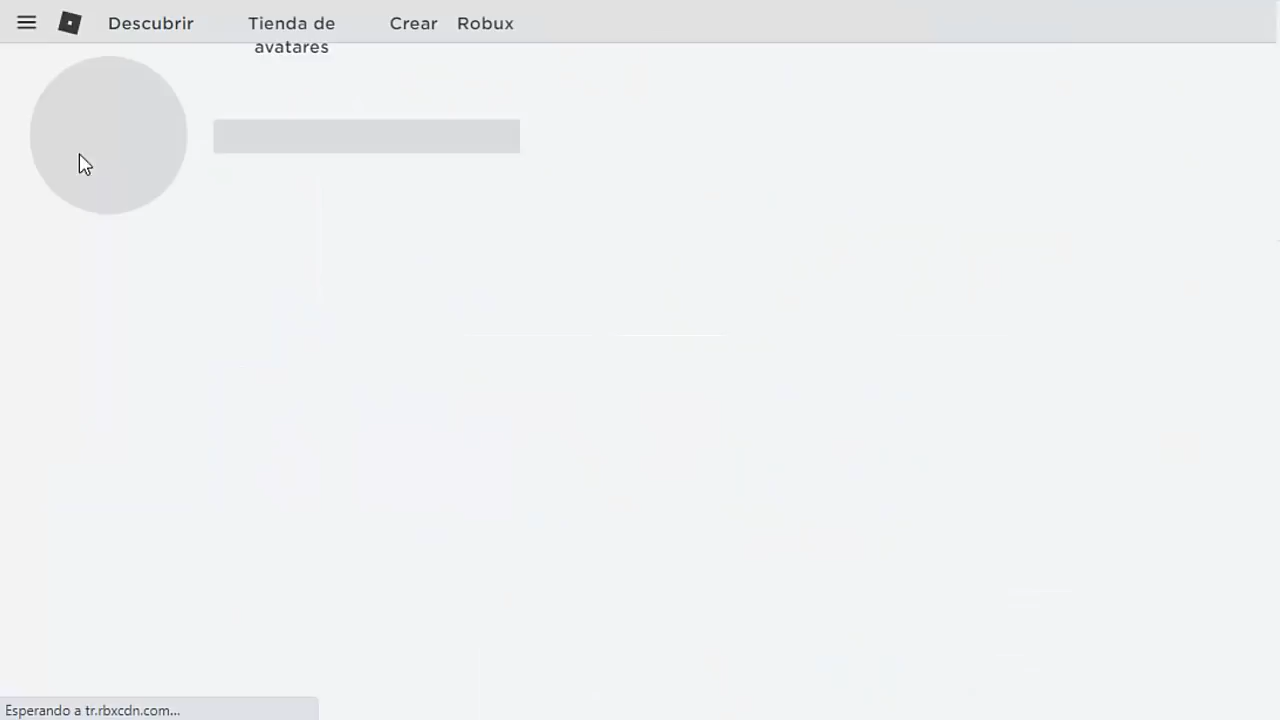 Descubrir
Tienda de
avatares
Crear
Robux
Esperando a tr.rbxcdn.com...